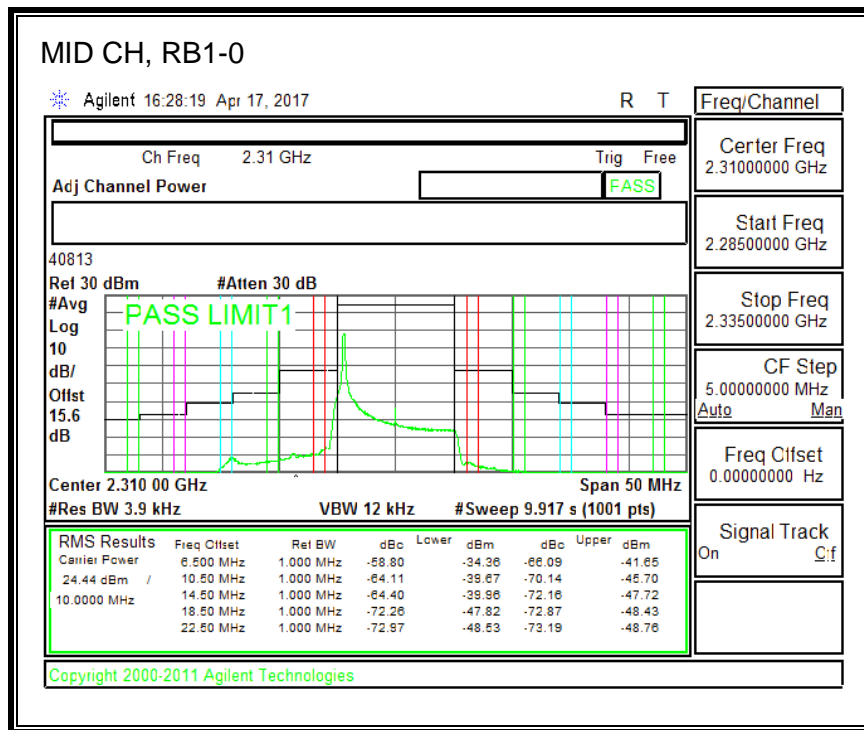 MID CH, RB1-0
Agilent 16:28:19 Apr 17, 2017 R T
Freq/Channel
Ch Freq 2.31 GHz Trig Free
Adj Channel Power PASS
Center Freq
2.31000000 GHz
Start Freq
2.28500000 GHz
Stop Freq
2.33500000 GHz
CF Step
5.00000000 MHz
Auto Man
Freq Offset
0.00000000 Hz
Signal Track
On Off
40813
Ref 30 dBm #Atten 30 dB
#Avg
Log
10
dB/
Offst
15.6
dB
PASS LIMIT1
Center 2.310 00 GHz Span 50 MHz
#Res BW 3.9 kHz VBW 12 kHz #Sweep 9.917 s (1001 pts)
RMS Results Freq Offset Ref BW dBc Lower dBm dBc Upper dBm
Carrier Power 6.500 MHz 1.000 MHz -58.80 -34.36 -66.09 -41.65
24.44 dBm / 10.50 MHz 1.000 MHz -64.11 -39.67 -70.14 -45.70
10.0000 MHz 14.50 MHz 1.000 MHz -64.40 -39.96 -72.16 -47.72
18.50 MHz 1.000 MHz -72.26 -47.82 -72.87 -48.43
22.50 MHz 1.000 MHz -72.97 -48.53 -73.19 -48.76
Copyright 2000-2011 Agilent Technologies